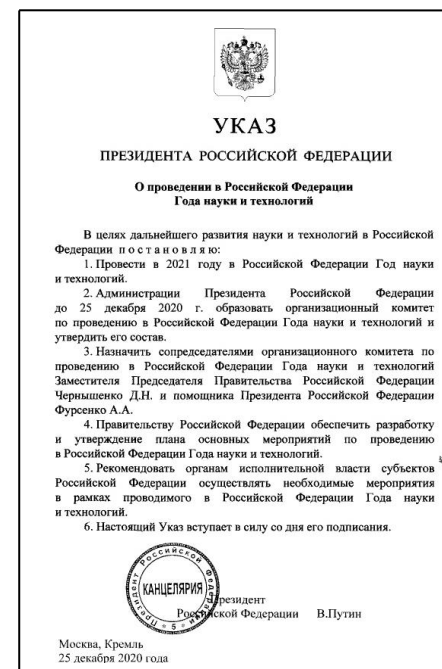 УКАЗ
ПРЕЗИДЕНТА РОССИЙСКОЙ ФЕДЕРАЦИИ
О проведении в Российской Федерации
Года науки и технологий
В целях дальнейшего развития науки и технологий в Российской
Федерации п о с т а н о в л я ю:
1. Провести в 2021 году в Российской Федерации Год науки
и технологий.
2. Администрации Президента Российской Федерации
до 25 декабря 2020 г. образовать организационный комитет
по проведению в Российской Федерации Года науки и технологий и
утвердить его состав.
3. Назначить сопредседателями организационного комитета по
проведению в Российской Федерации Года науки и технологий
Заместителя Председателя Правительства Российской Федерации
Чернышенко Д.Н. и помощника Президента Российской Федерации
Фурсенко А.А.
4. Правительству Российской Федерации обеспечить разработку
и утверждение плана основных мероприятий по проведению
в Российской Федерации Года науки и технологий.
5. Рекомендовать органам исполнительной власти субъектов
Российской Федерации осуществлять необходимые мероприятия
в рамках проводимого в Российской Федерации Года науки
и технологий.
6. Настоящий Указ вступает в силу со дня его подписания.
Президент Российской Федерации
КАНЦЕЛЯРИЯ
5
Президент
Российской Федерации В.Путин
Москва, Кремль
25 декабря 2020 года